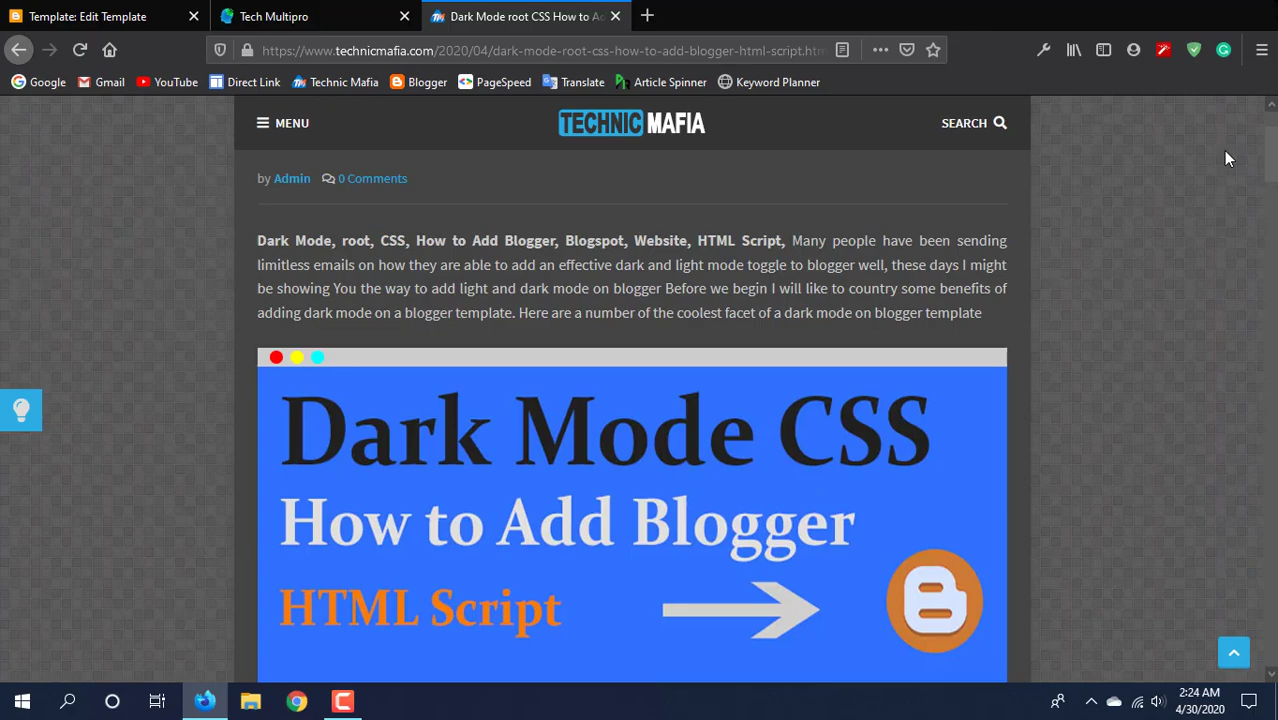 Template: Edit Template
Tech Multipro
Dark Mode root CSS How to Ad
https://www.technicmafia.com/2020/04/dark-mode-root-css-how-to-add-blogger-html-script.htm
Google
Gmail
YouTube
Direct Link
Technic Mafia
Blogger
PageSpeed
Translate
Article Spinner
Keyword Planner
MENU
TECHNIC MAFIA
SEARCH
by Admin 0 Comments
Dark Mode, root, CSS, How to Add Blogger, Blogspot, Website, HTML Script, Many people have been sending
limitless emails on how they are able to add an effective dark and light mode toggle to blogger well, these days I might
be showing You the way to add light and dark mode on blogger Before we begin I will like to country some benefits of
adding dark mode on a blogger template. Here are a number of the coolest facet of a dark mode on blogger template
Dark Mode CSS
How to Add Blogger
HTML Script
2:24 AM
4/30/2020